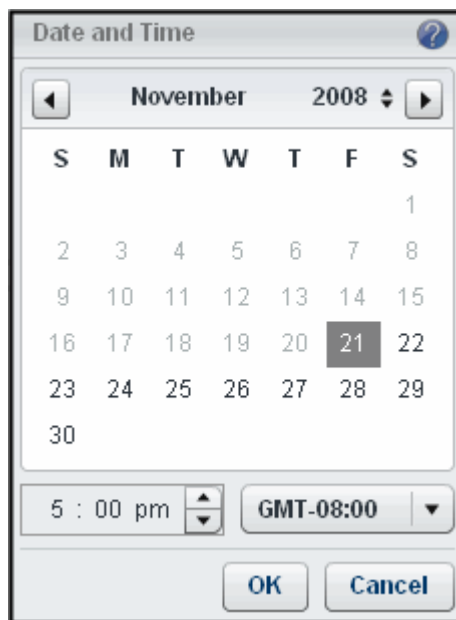 Date and Time ?
November 2008
S M T W T F S
1
2 3 4 5 6 7 8
9 10 11 12 13 14 15
16 17 18 19 20 21 22
23 24 25 26 27 28 29
30
5 : 00 pm GMT-08:00
OK Cancel